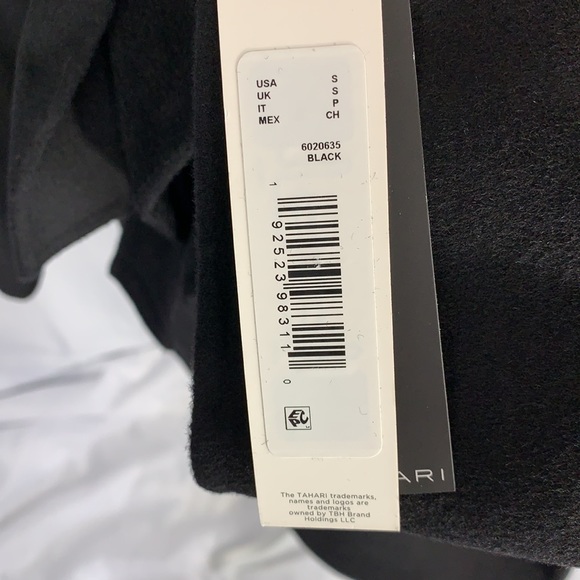 USA S
UK S
IT P
MEX CH
6020635
BLACK
1 92523 98311 0
EPC
ARI
The TAHARI trademarks,
names and logos are
trademarks
owned by TBH Brand
Holdings LLC